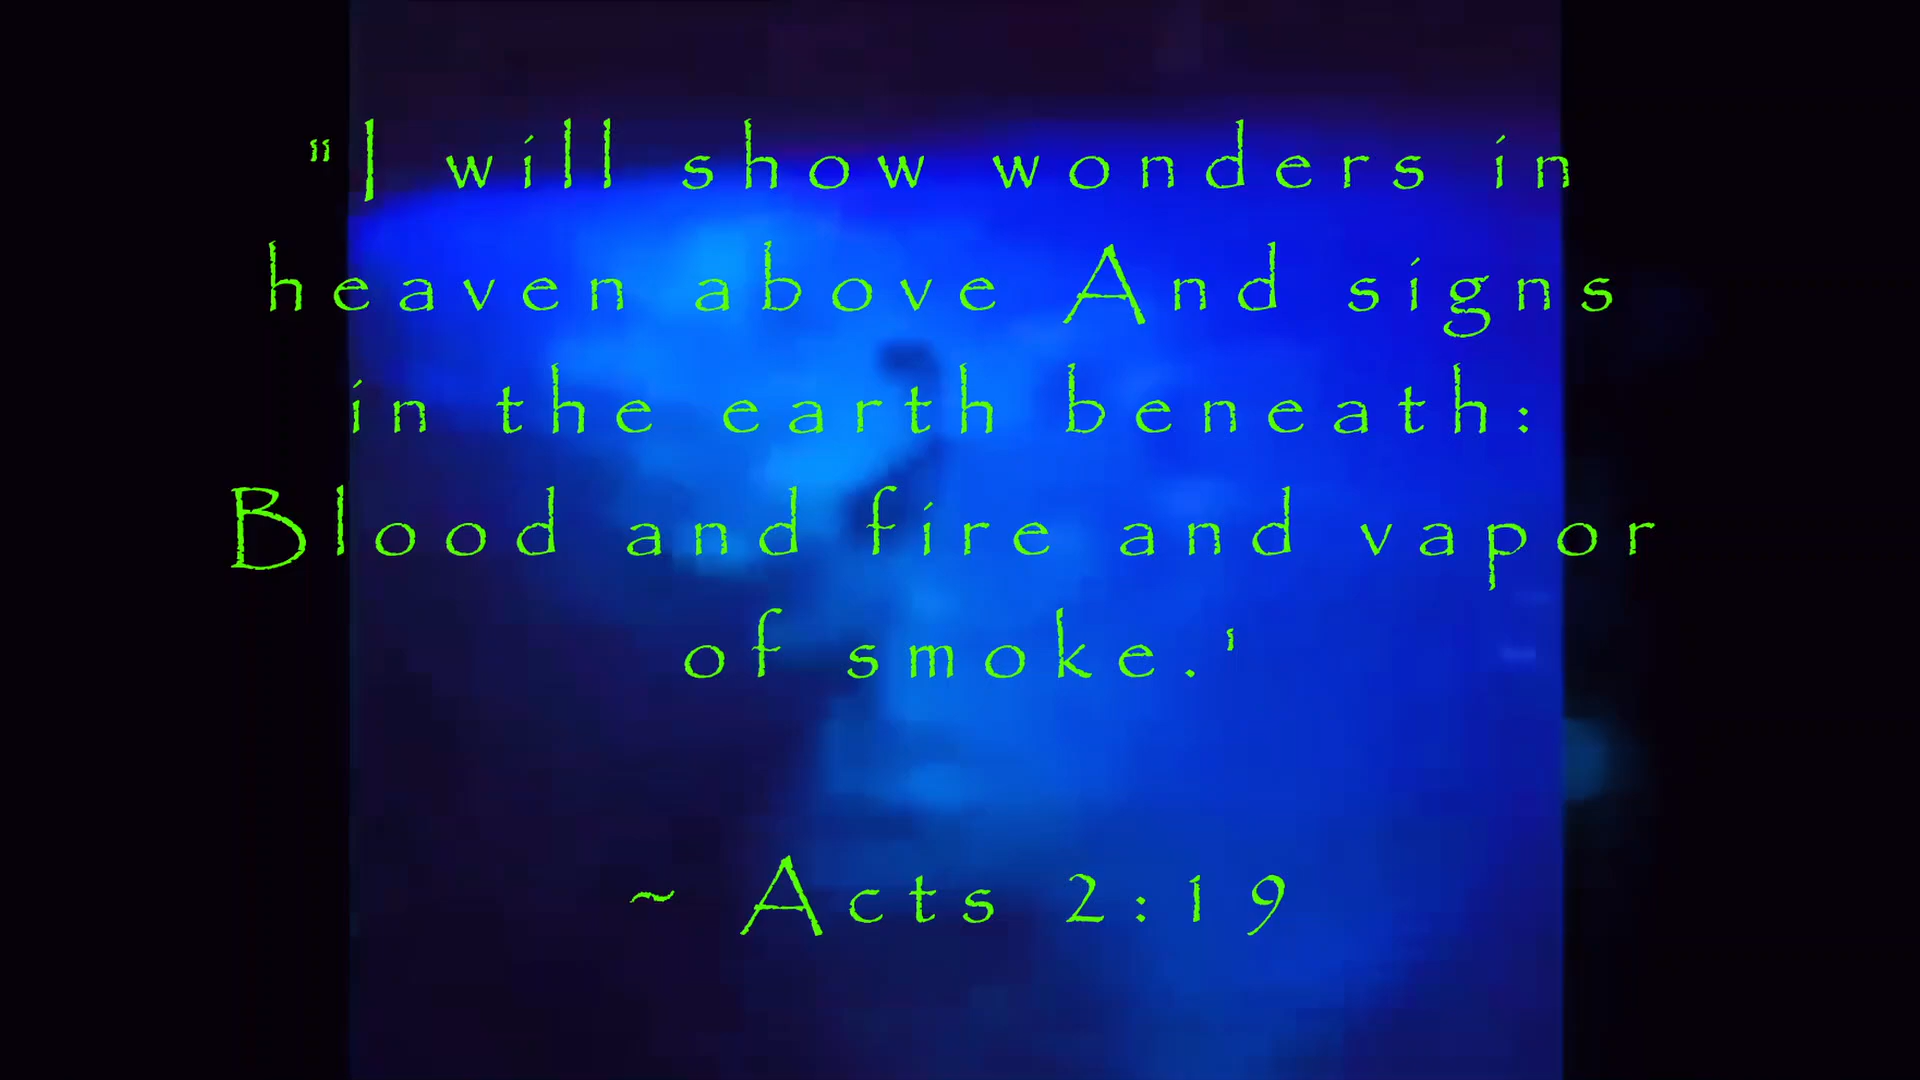 "I will show wonders in
heaven above And signs
in the earth beneath:
Blood and fire and vapor
of smoke.'
~ Acts 2:19